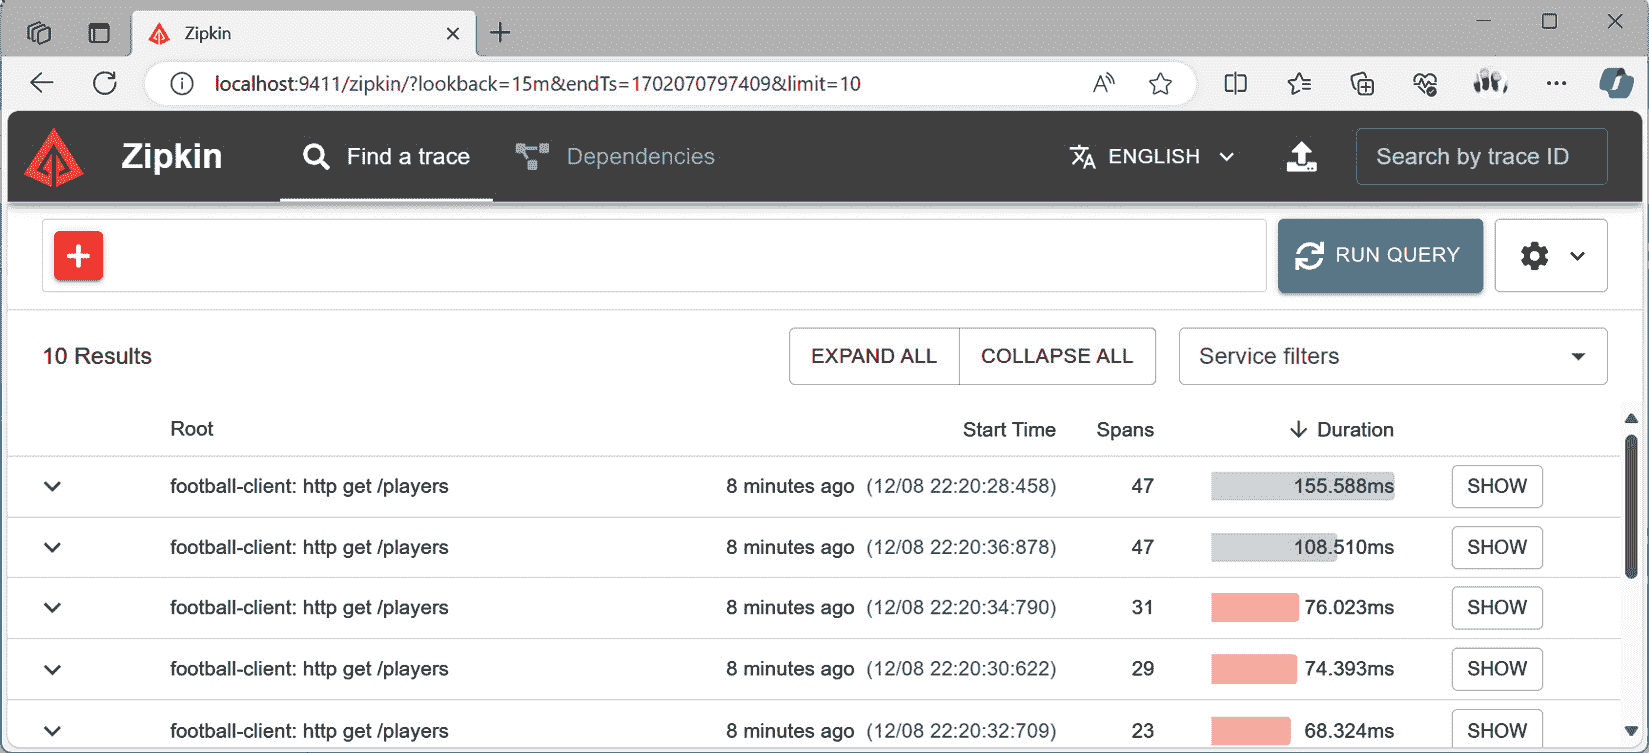 Zipkin
localhost:9411/zipkin/?lookback=15m&endTs=1702070797409&limit=10
Zipkin Find a trace Dependencies ENGLISH Search by trace ID
RUN QUERY
10 Results EXPAND ALL COLLAPSE ALL Service filters
Root Start Time Spans Duration
football-client: http get /players 8 minutes ago (12/08 22:20:28:458) 47 155.588ms SHOW
football-client: http get /players 8 minutes ago (12/08 22:20:36:878) 47 108.510ms SHOW
football-client: http get /players 8 minutes ago (12/08 22:20:34:790) 31 76.023ms SHOW
football-client: http get /players 8 minutes ago (12/08 22:20:30:622) 29 74.393ms SHOW
football-client: http get /players 8 minutes ago (12/08 22:20:32:709) 23 68.324ms SHOW